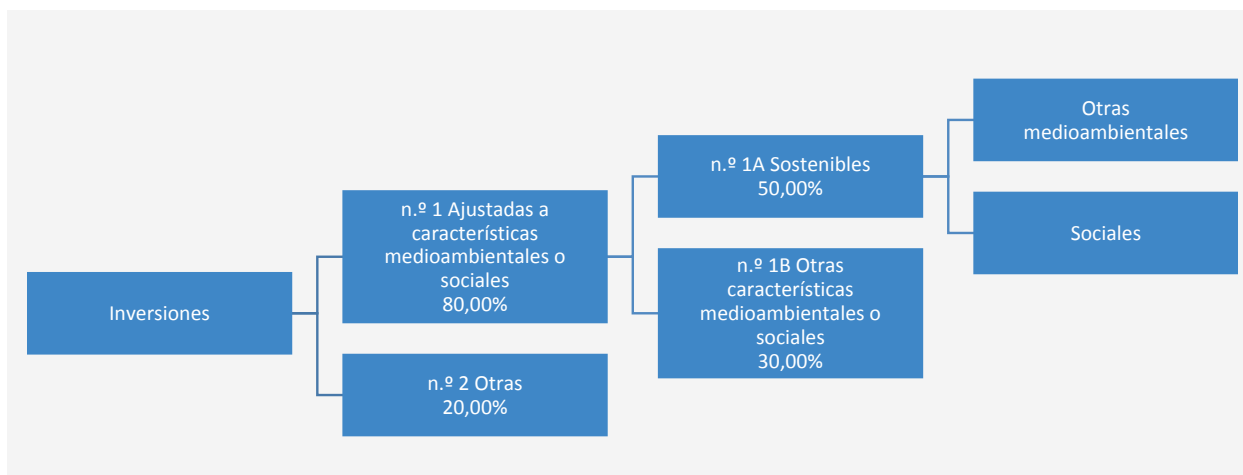 Inversiones
n.º 1 Ajustadas a
características
medioambientales o
sociales
80,00%
n.º 2 Otras
20,00%
n.º 1A Sostenibles
50,00%
n.º 1B Otras
características
medioambientales o
sociales
30,00%
Otras
medioambientales
Sociales